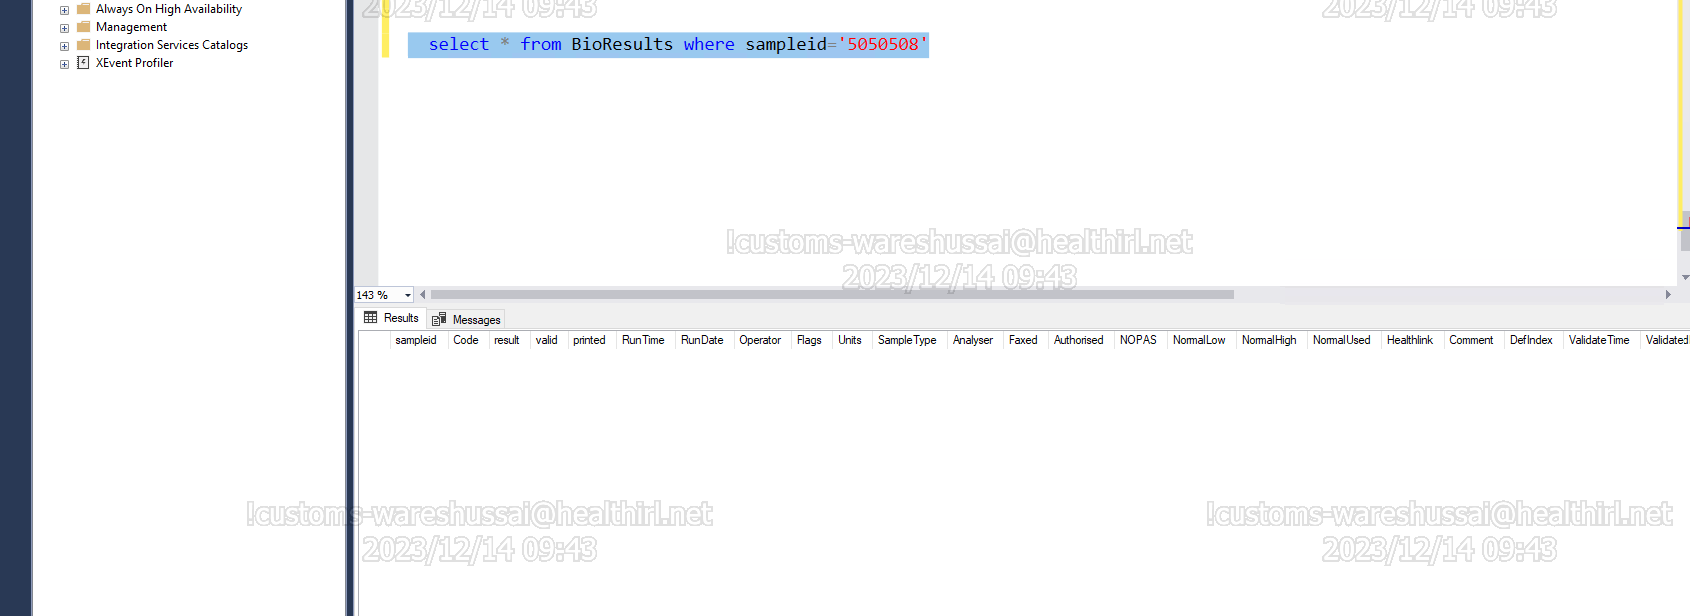 Always On High Availability
Management
Integration Services Catalogs
XEvent Profiler
2023/12/14 09:43
2023/12/14 09:43
select * from BioResults where sampleid='5050508'
!customs-wareshussai@healthirl.net
2023/12/14 09:43
143 %
Results Messages
sampleid Code result valid printed RunTime RunDate Operator Flags Units SampleType Analyser Faxed Authorised NOPAS NormalLow NormalHigh NormalUsed Healthlink Comment DefIndex ValidateTime Validated
!customs-wareshussai@healthirl.net
2023/12/14 09:43
!customs-wareshussai@healthirl.net
2023/12/14 09:43